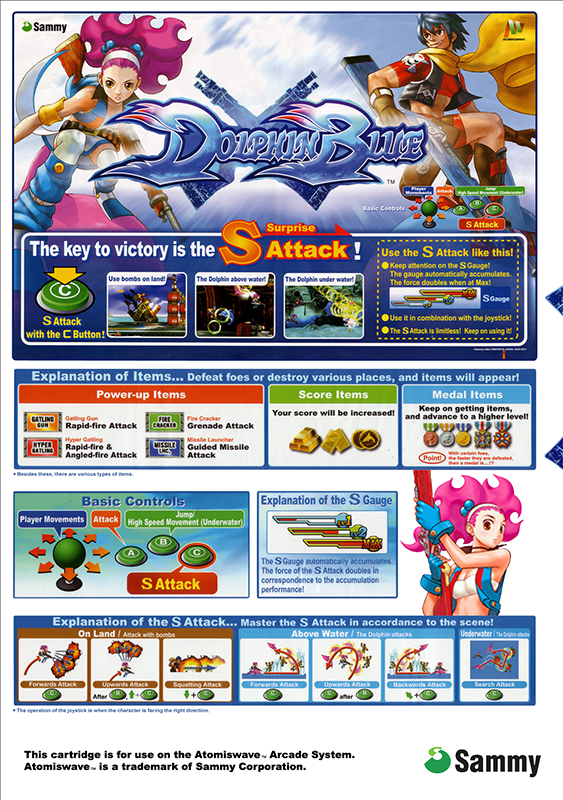 Sammy
DOLPHIN BLUE
TM
Player Movements
Attack
Jump/
High Speed Movement (Underwater)
Basic Controls
A
B
C
S Attack
The key to victory is the Surprise S Attack !
C
S Attack
with the C Button!
Use bombs on land!
The Dolphin above water!
The Dolphin under water!
Use the S Attack like this!
Keep attention on the S Gauge!
The gauge automatically accumulates.
The force doubles when at Max!
S Gauge
Use it in combination with the joystick!
The S Attack is limitless! Keep on using it!
Explanation of Items... Defeat foes or destroy various places, and items will appear!
Power-up Items
GATLING GUN
Gatling Gun
Rapid-fire Attack
FIRE CRACKER
Fire Cracker
Grenade Attack
HYPER GATLING
Hyper Gatling
Rapid-fire &
Angled-fire Attack
MISSILE LNC.
Missile Launcher
Guided Missile
Attack
Score Items
Your score will be increased!
Medal Items
Keep on getting items,
and advance to a higher level!
Point!
With certain foes,
the faster they are defeated,
then a medal is....!?
* Besides these, there are various types of items.
Basic Controls
Player Movements
Attack
Jump/
High Speed Movement (Underwater)
A
B
C
S Attack
Explanation of the S Gauge
MAX
The S Gauge automatically accumulates.
The force of the S Attack doubles in
correspondence to the accumulation
performance!
Explanation of the S Attack... Master the S Attack in accordance to the scene!
On Land / Attack with bombs
Forwards Attack
C
Upwards Attack
After B + C
Squatting Attack
+ C
Above Water / The Dolphin attacks
Forwards Attack
C
Upwards Attack
C after B
Backwards Attack
+ C
Underwater / The Dolphin attacks
Search Attack
C
* The operation of the joystick is when the character is facing the right direction.
This cartridge is for use on the Atomiswave™ Arcade System.
Atomiswave™ is a trademark of Sammy Corporation.
Sammy